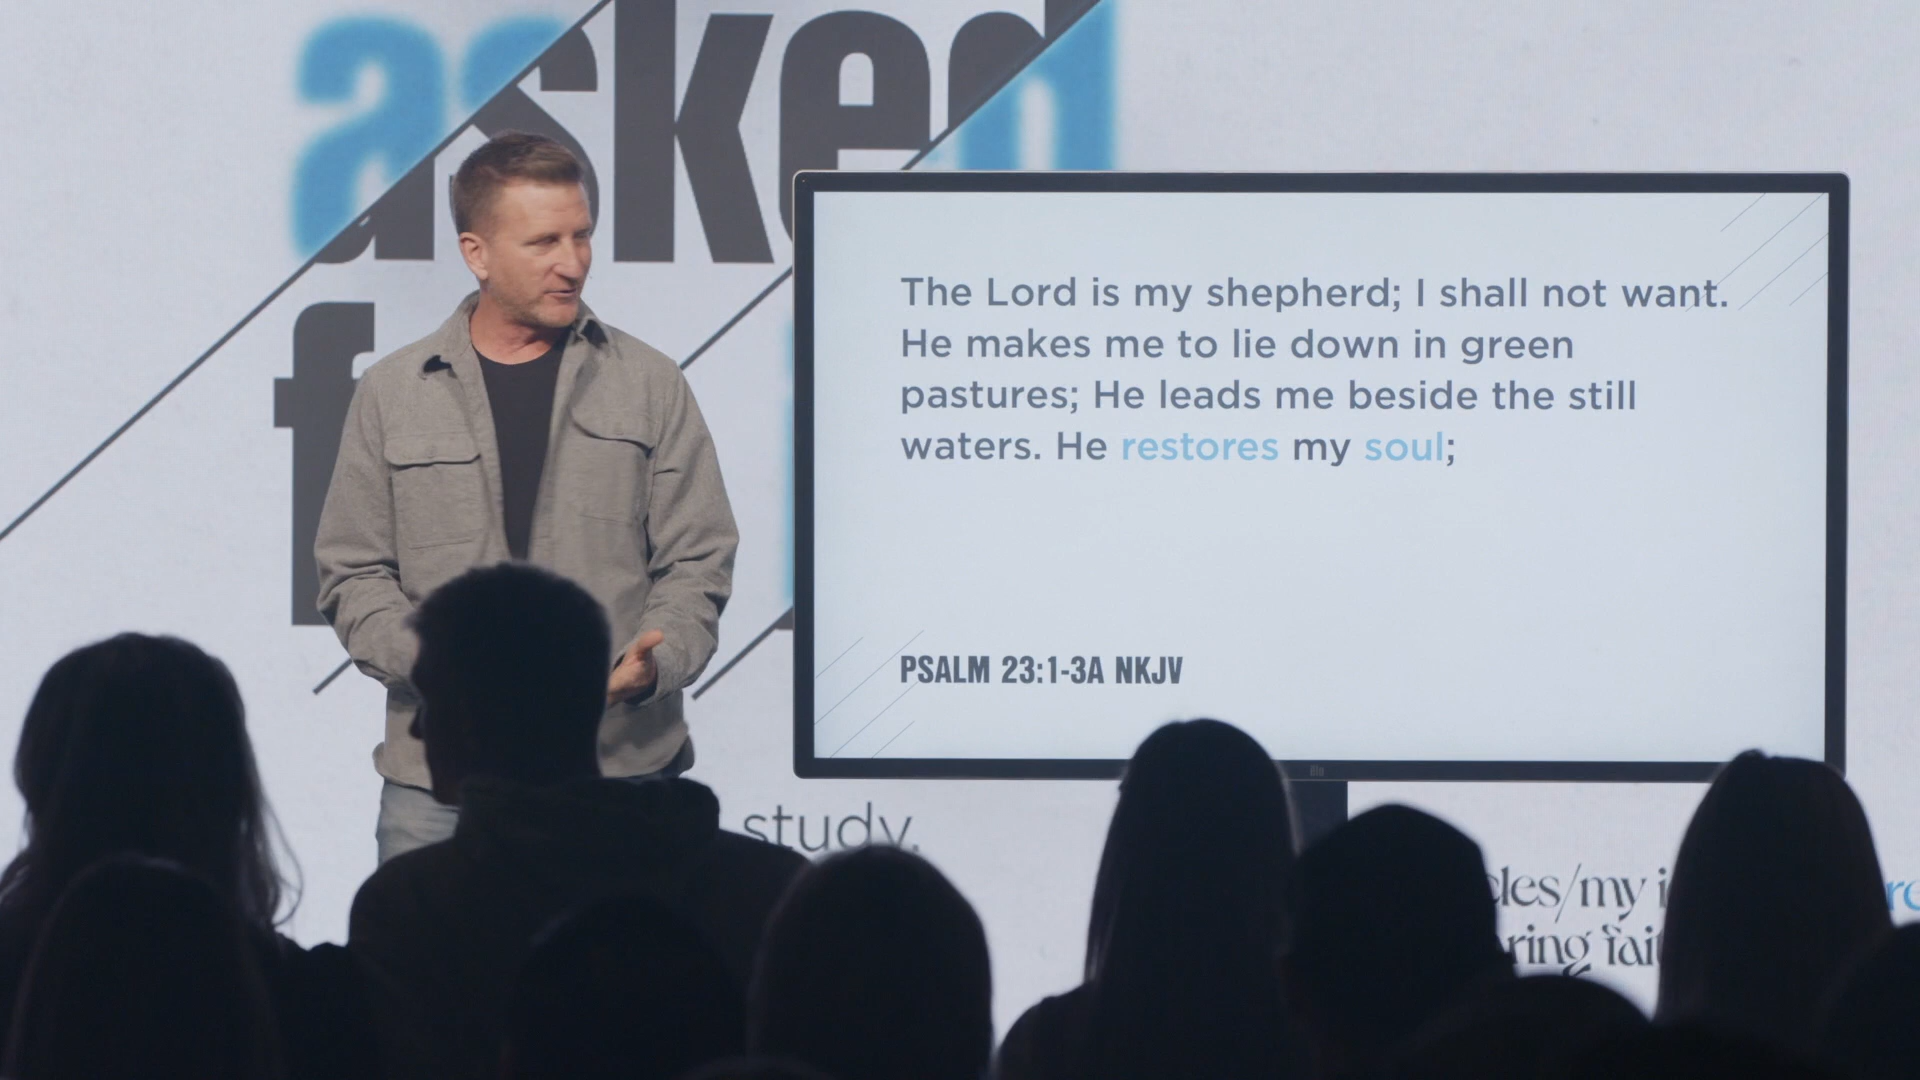 asked
The Lord is my shepherd; I shall not want.
He makes me to lie down in green
pastures; He leads me beside the still
waters. He restores my soul;
PSALM 23:1-3A NKJV
study.